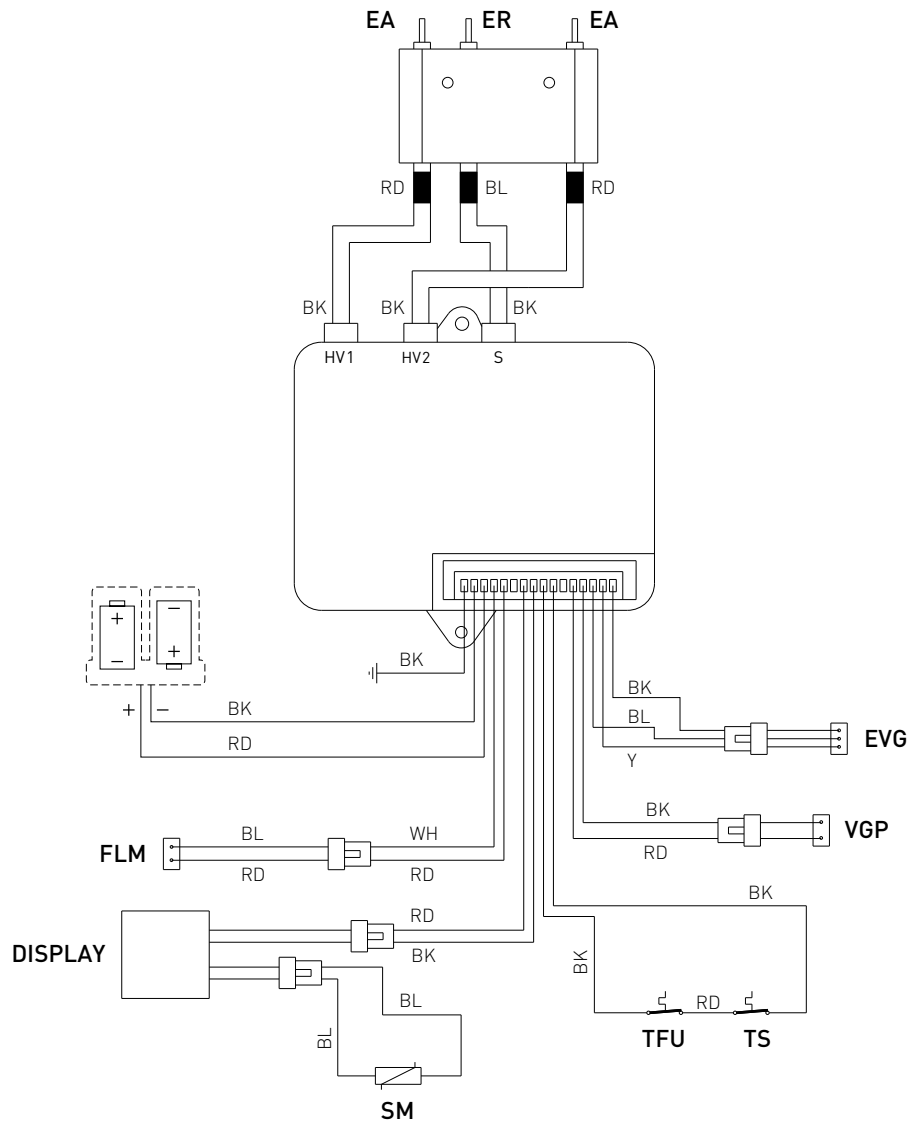 EA ER EA
RD BL RD
BK BK BK
HV1 HV2 S
+ −
− +
BK
+ −
BK
RD
BK
BL
Y
EVG
BK
RD
VGP
FLM
BL WH
RD RD
BK
RD
BK
DISPLAY
BK
RD
TFU TS
BL
BL
SM